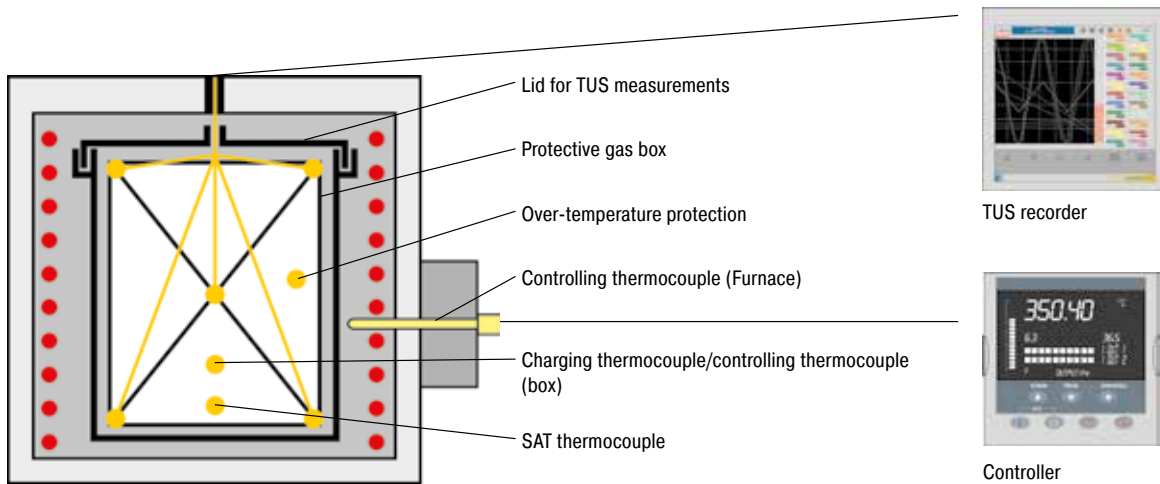 Lid for TUS measurements
Protective gas box
Over-temperature protection
Controlling thermocouple (Furnace)
Charging thermocouple/controlling thermocouple
(box)
SAT thermocouple
TUS recorder
350.40
°C
Controller